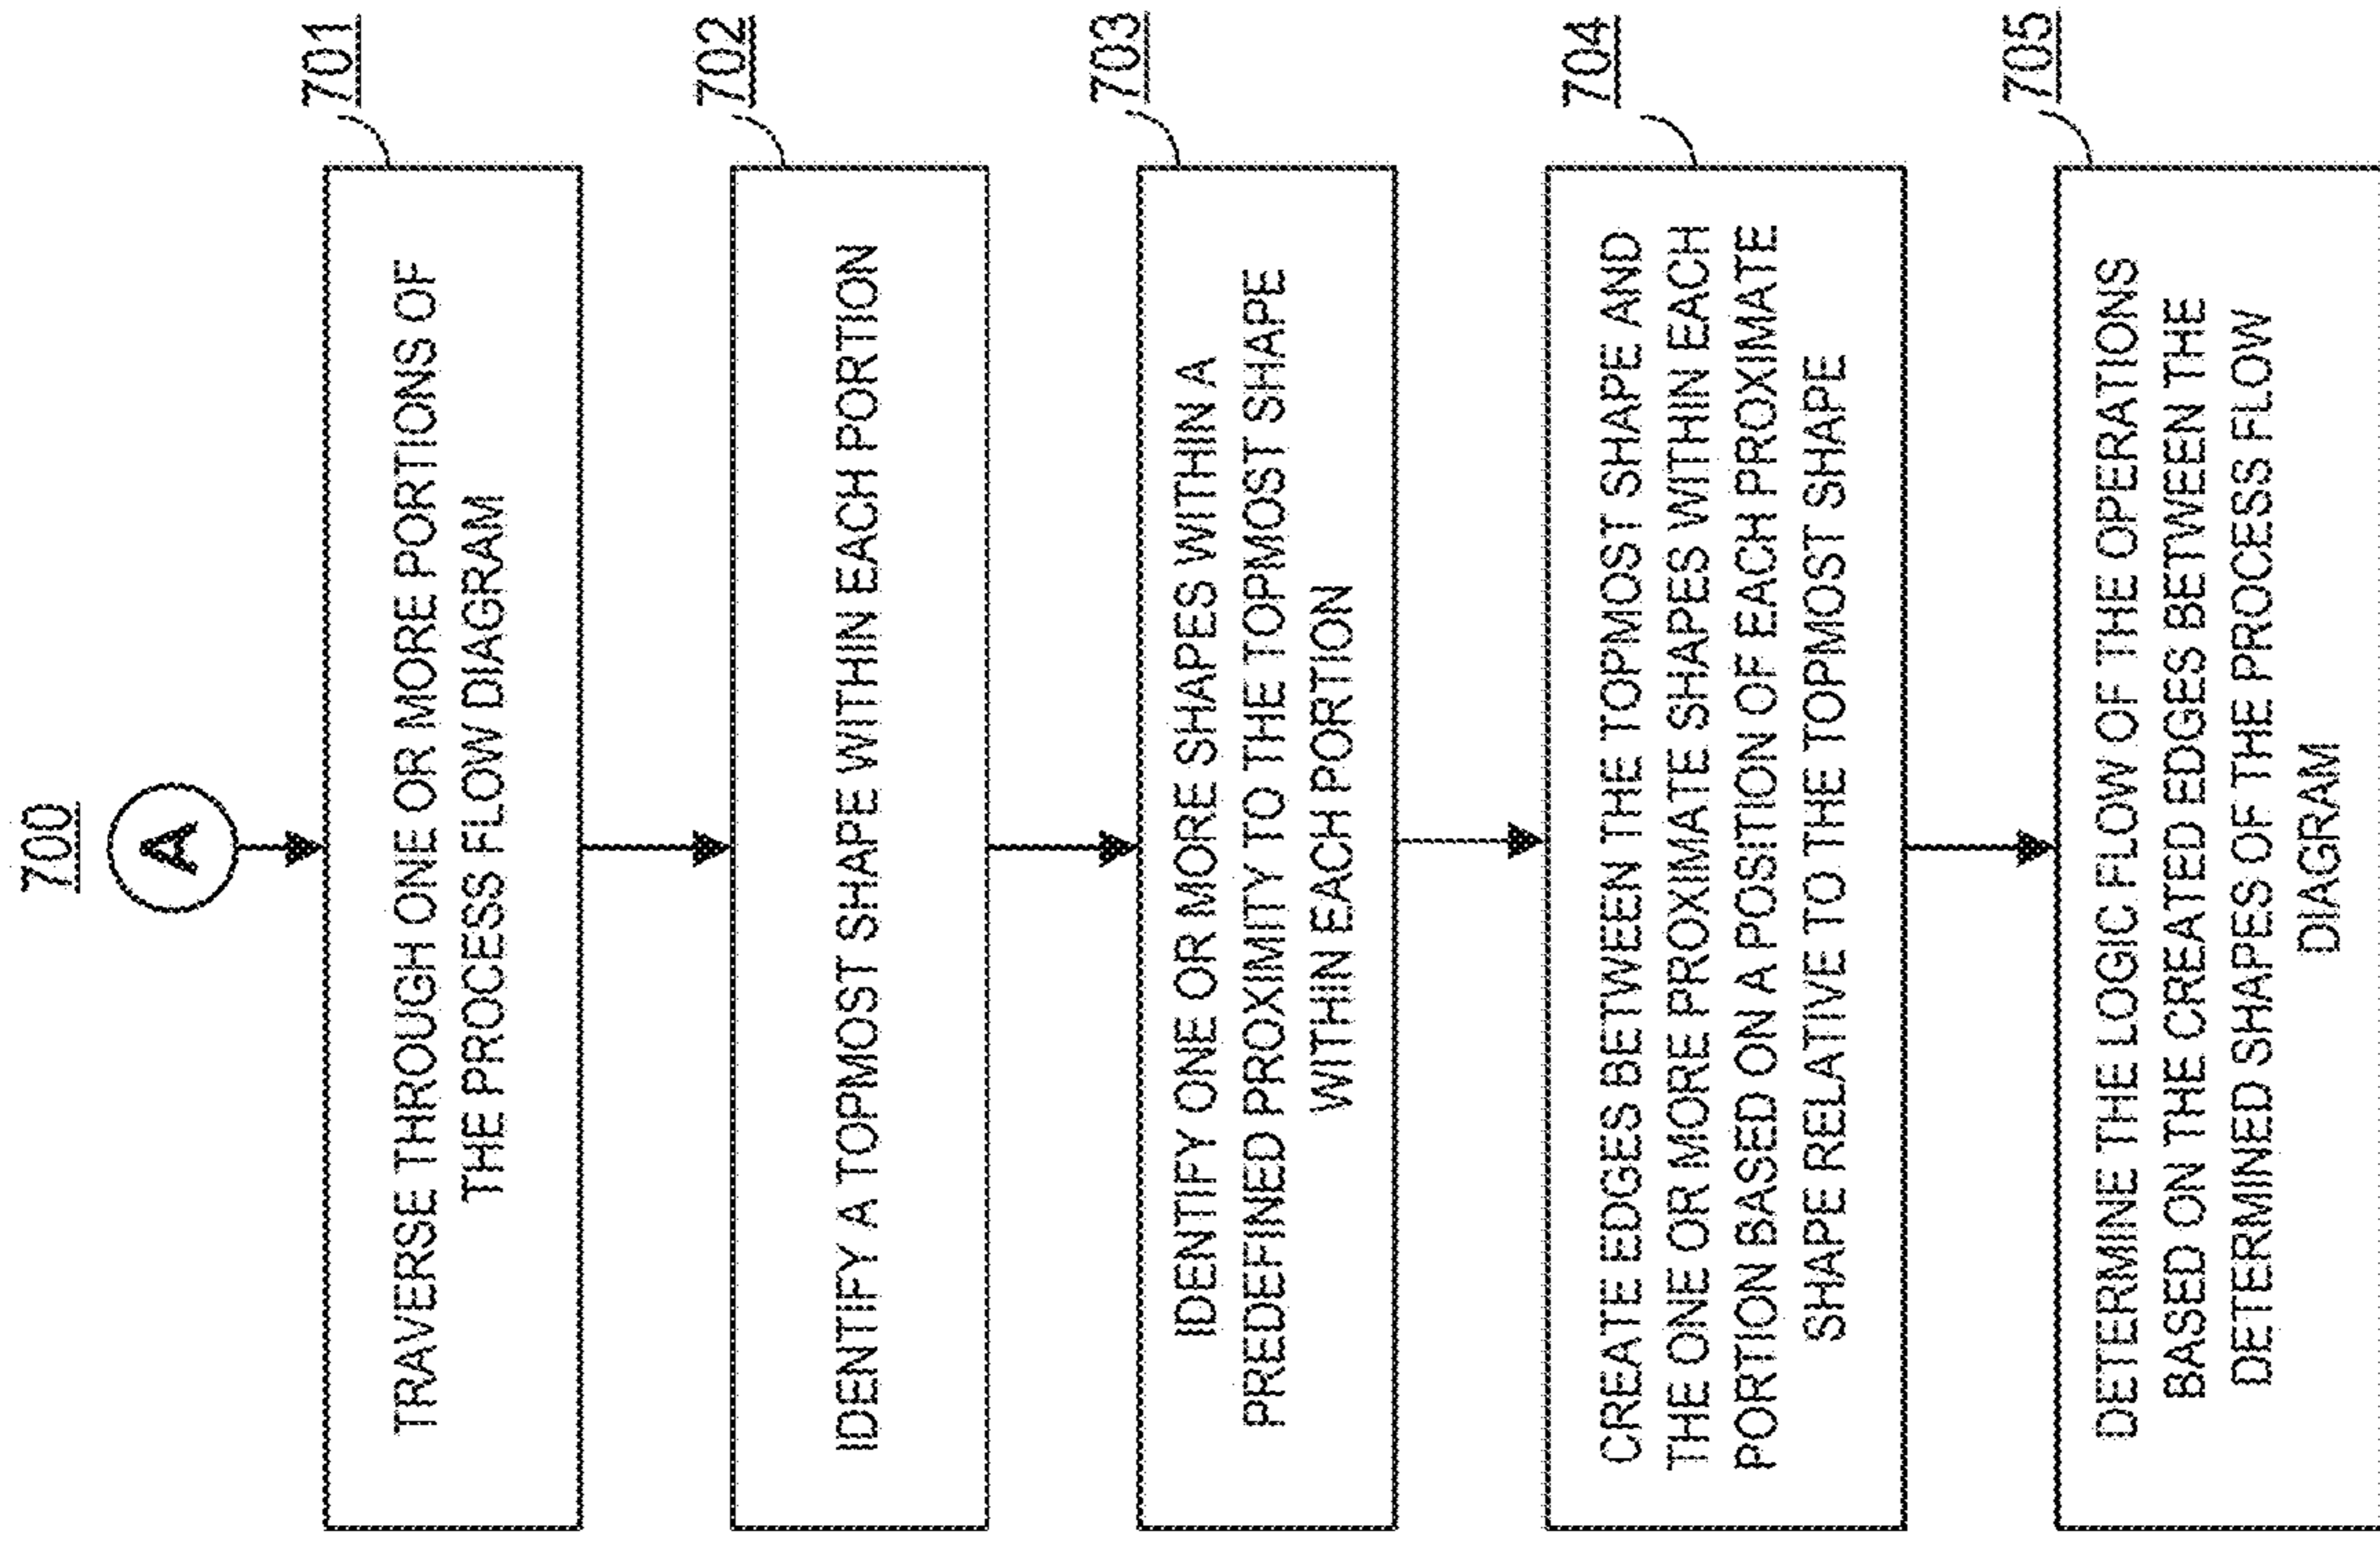 700
A
701
TRAVERSE THROUGH ONE OR MORE PORTIONS OF
THE PROCESS FLOW DIAGRAM
702
IDENTIFY A TOPMOST SHAPE WITHIN EACH PORTION
703
IDENTIFY ONE OR MORE SHAPES WITHIN A
PREDEFINED PROXIMITY TO THE TOPMOST SHAPE
WITHIN EACH PORTION
704
CREATE EDGES BETWEEN THE TOPMOST SHAPE AND
THE ONE OR MORE PROXIMATE SHAPES WITHIN EACH
PORTION BASED ON A POSITION OF EACH PROXIMATE
SHAPE RELATIVE TO THE TOPMOST SHAPE
705
DETERMINE THE LOGIC FLOW OF THE OPERATIONS
BASED ON THE CREATED EDGES BETWEEN THE
DETERMINED SHAPES OF THE PROCESS FLOW
DIAGRAM